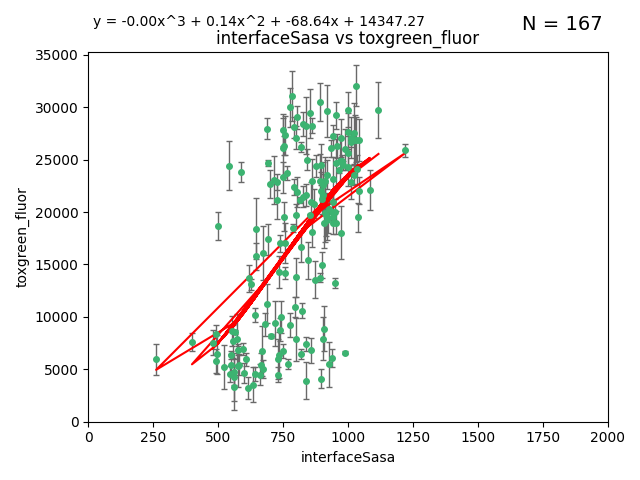 y = -0.00x^3 + 0.14x^2 + -68.64x + 14347.27
N = 167
interfaceSasa vs toxgreen_fluor
35000
30000
25000
20000
15000
10000
5000
0
toxgreen_fluor
0 250 500 750 1000 1250 1500 1750 2000
interfaceSasa